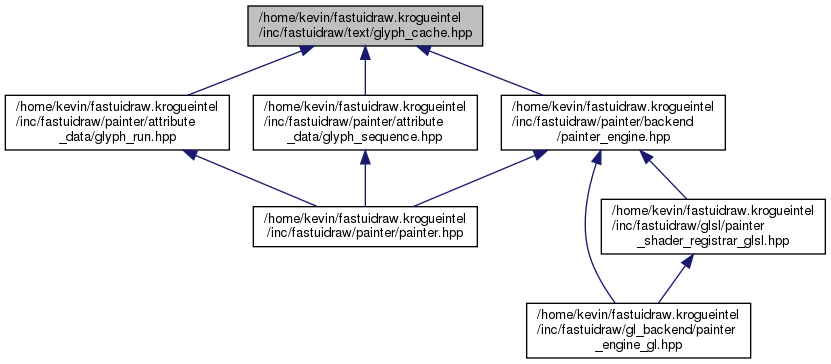 /home/kevin/fastuidraw.krogueintel
/inc/fastuidraw/text/glyph_cache.hpp
/home/kevin/fastuidraw.krogueintel
/inc/fastuidraw/painter/attribute
_data/glyph_run.hpp
/home/kevin/fastuidraw.krogueintel
/inc/fastuidraw/painter/attribute
_data/glyph_sequence.hpp
/home/kevin/fastuidraw.krogueintel
/inc/fastuidraw/painter/backend
/painter_engine.hpp
/home/kevin/fastuidraw.krogueintel
/inc/fastuidraw/painter/painter.hpp
/home/kevin/fastuidraw.krogueintel
/inc/fastuidraw/glsl/painter
_shader_registrar_glsl.hpp
/home/kevin/fastuidraw.krogueintel
/inc/fastuidraw/gl_backend/painter
_engine_gl.hpp